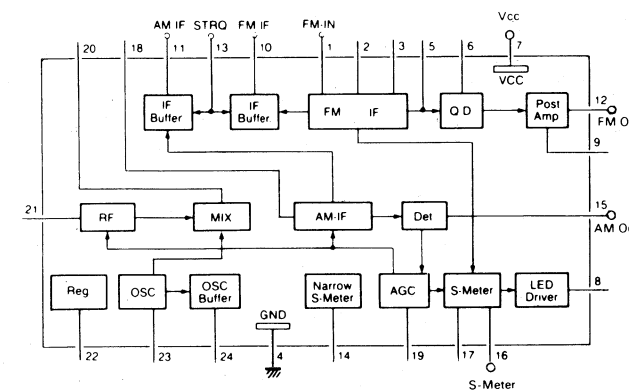 AM IF STRQ FM IF FM-IN Vcc
20 18 11 13 10 1 2 3 5 6 7
VCC
IF Buffer
IF Buffer
FM IF
QD
Post Amp
12
FM O
9
21
RF
MIX
AM-IF
Det
15
AM O
Reg
OSC
OSC Buffer
GND
Narrow S-Meter
AGC
S-Meter
LED Driver
8
22 23 24 4 14 19 17 16
S-Meter